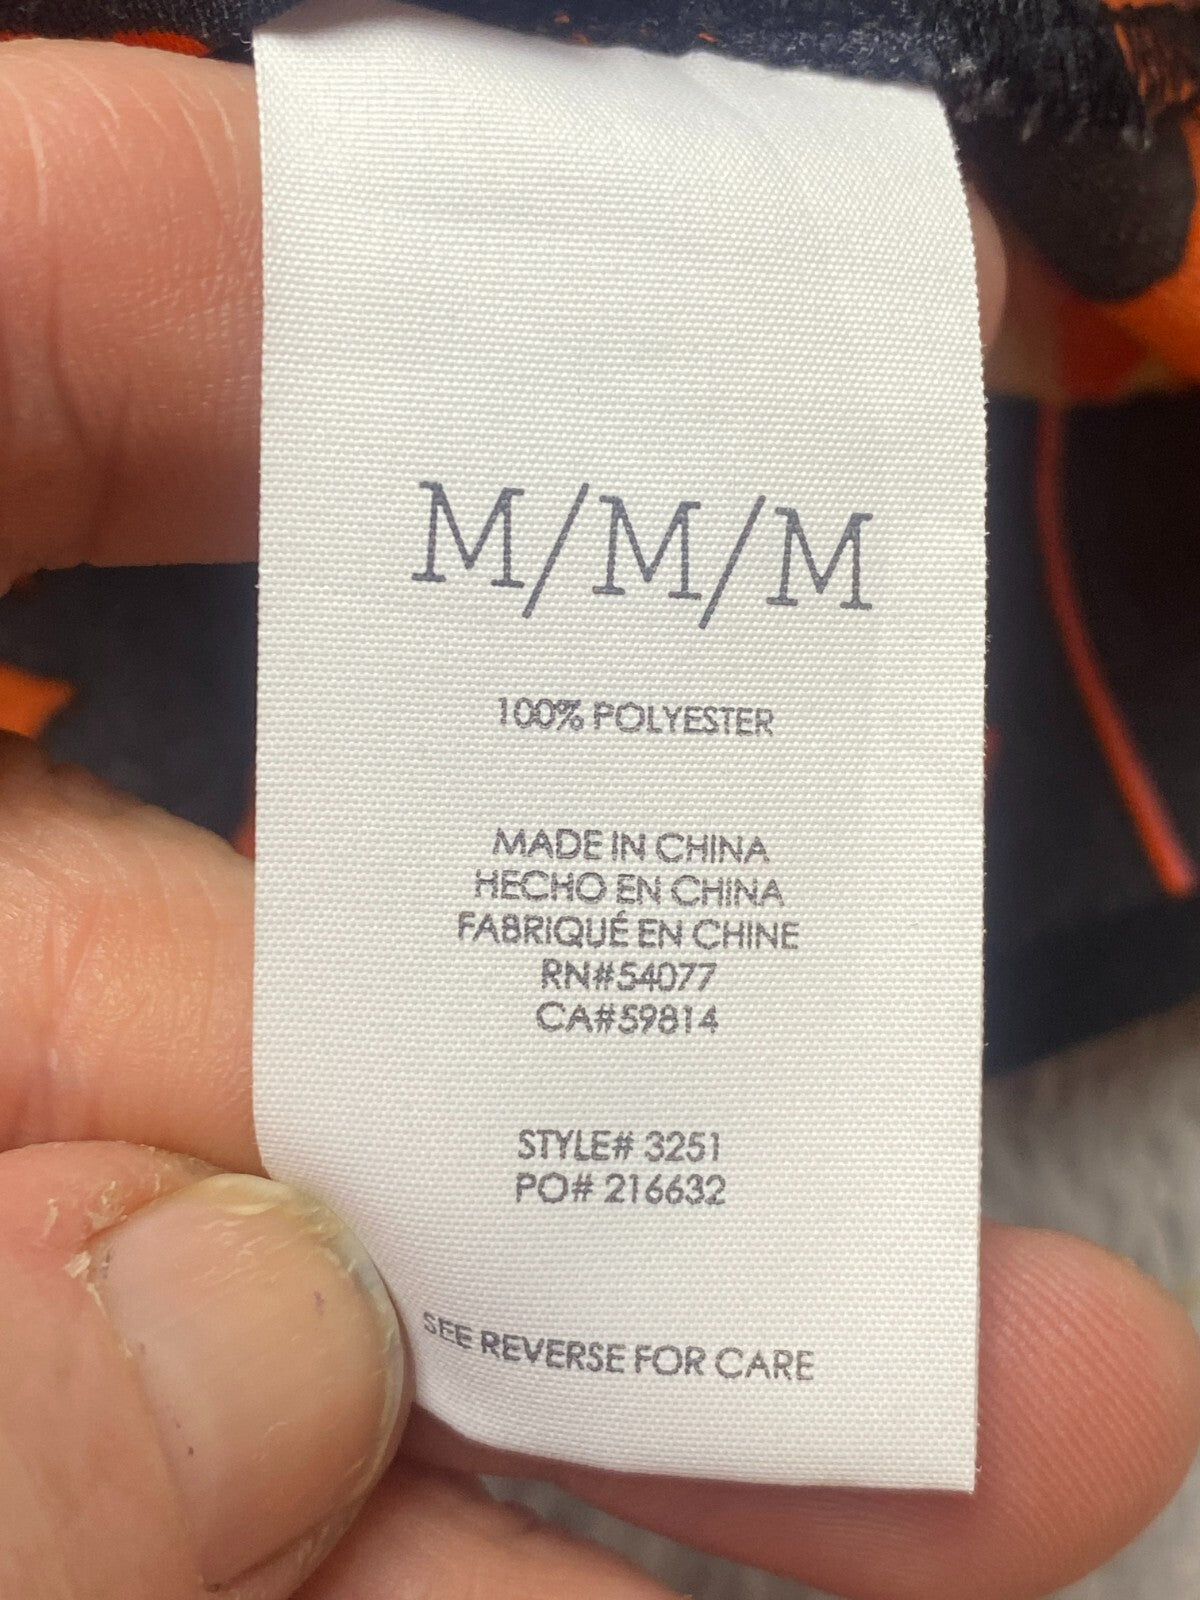 M/M/M
100% POLYESTER
MADE IN CHINA
HECHO EN CHINA
FABRIQUÉ EN CHINE
RN#54077
CA#59814
STYLE# 3251
PO# 216632
SEE REVERSE FOR CARE